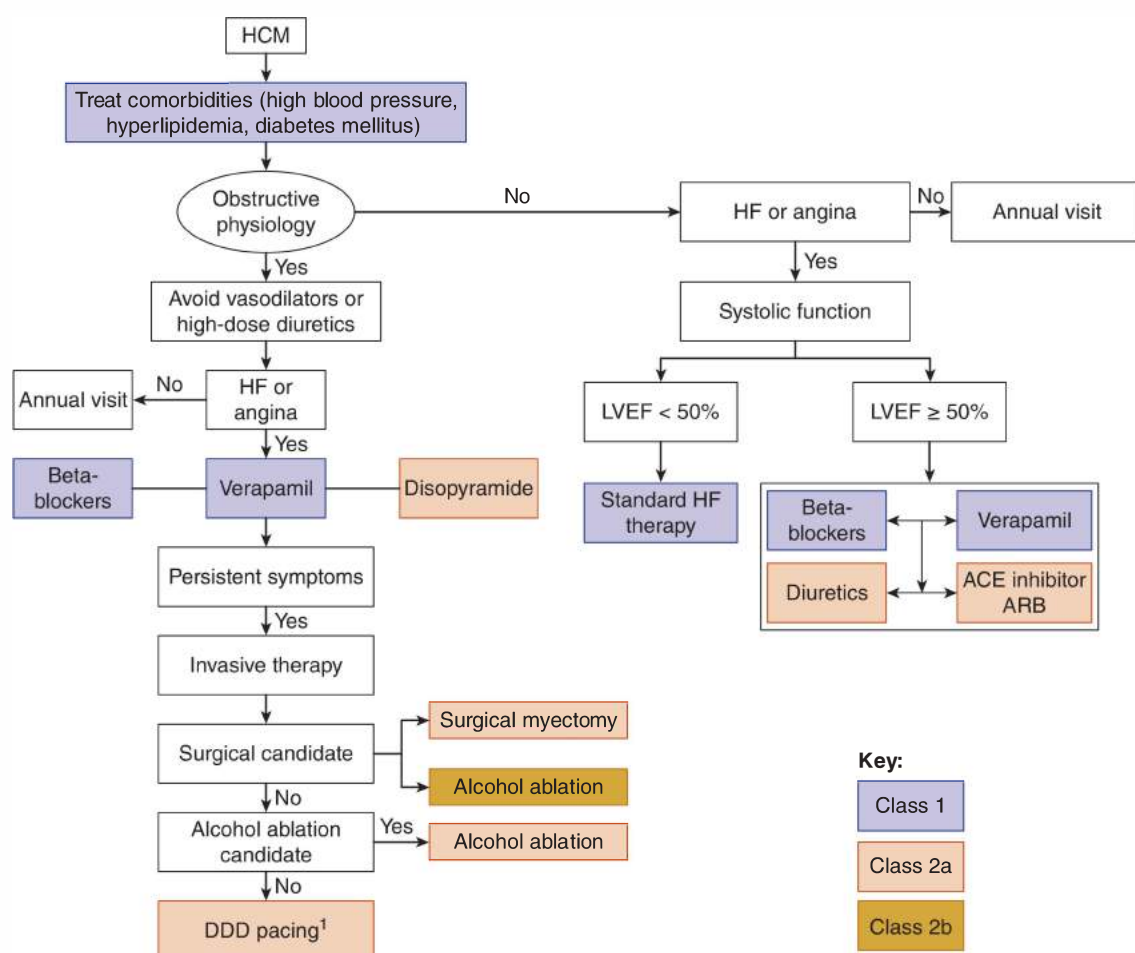 HCM
Treat comorbidities (high blood pressure,
hyperlipidemia, diabetes mellitus)
Obstructive
physiology
No
HF or angina
No
Annual visit
Yes
Avoid vasodilators or
high-dose diuretics
Yes
Systolic function
Annual visit
No
HF or
angina
LVEF < 50%
LVEF ≥ 50%
Yes
Beta-
blockers
Verapamil
Disopyramide
Standard HF
therapy
Beta-
blockers
Verapamil
Diuretics
ACE inhibitor
ARB
Persistent symptoms
Yes
Invasive therapy
Surgical candidate
Surgical myectomy
Alcohol ablation
No
Alcohol ablation
candidate
Yes
Alcohol ablation
No
DDD pacing¹
Key:
Class 1
Class 2a
Class 2b